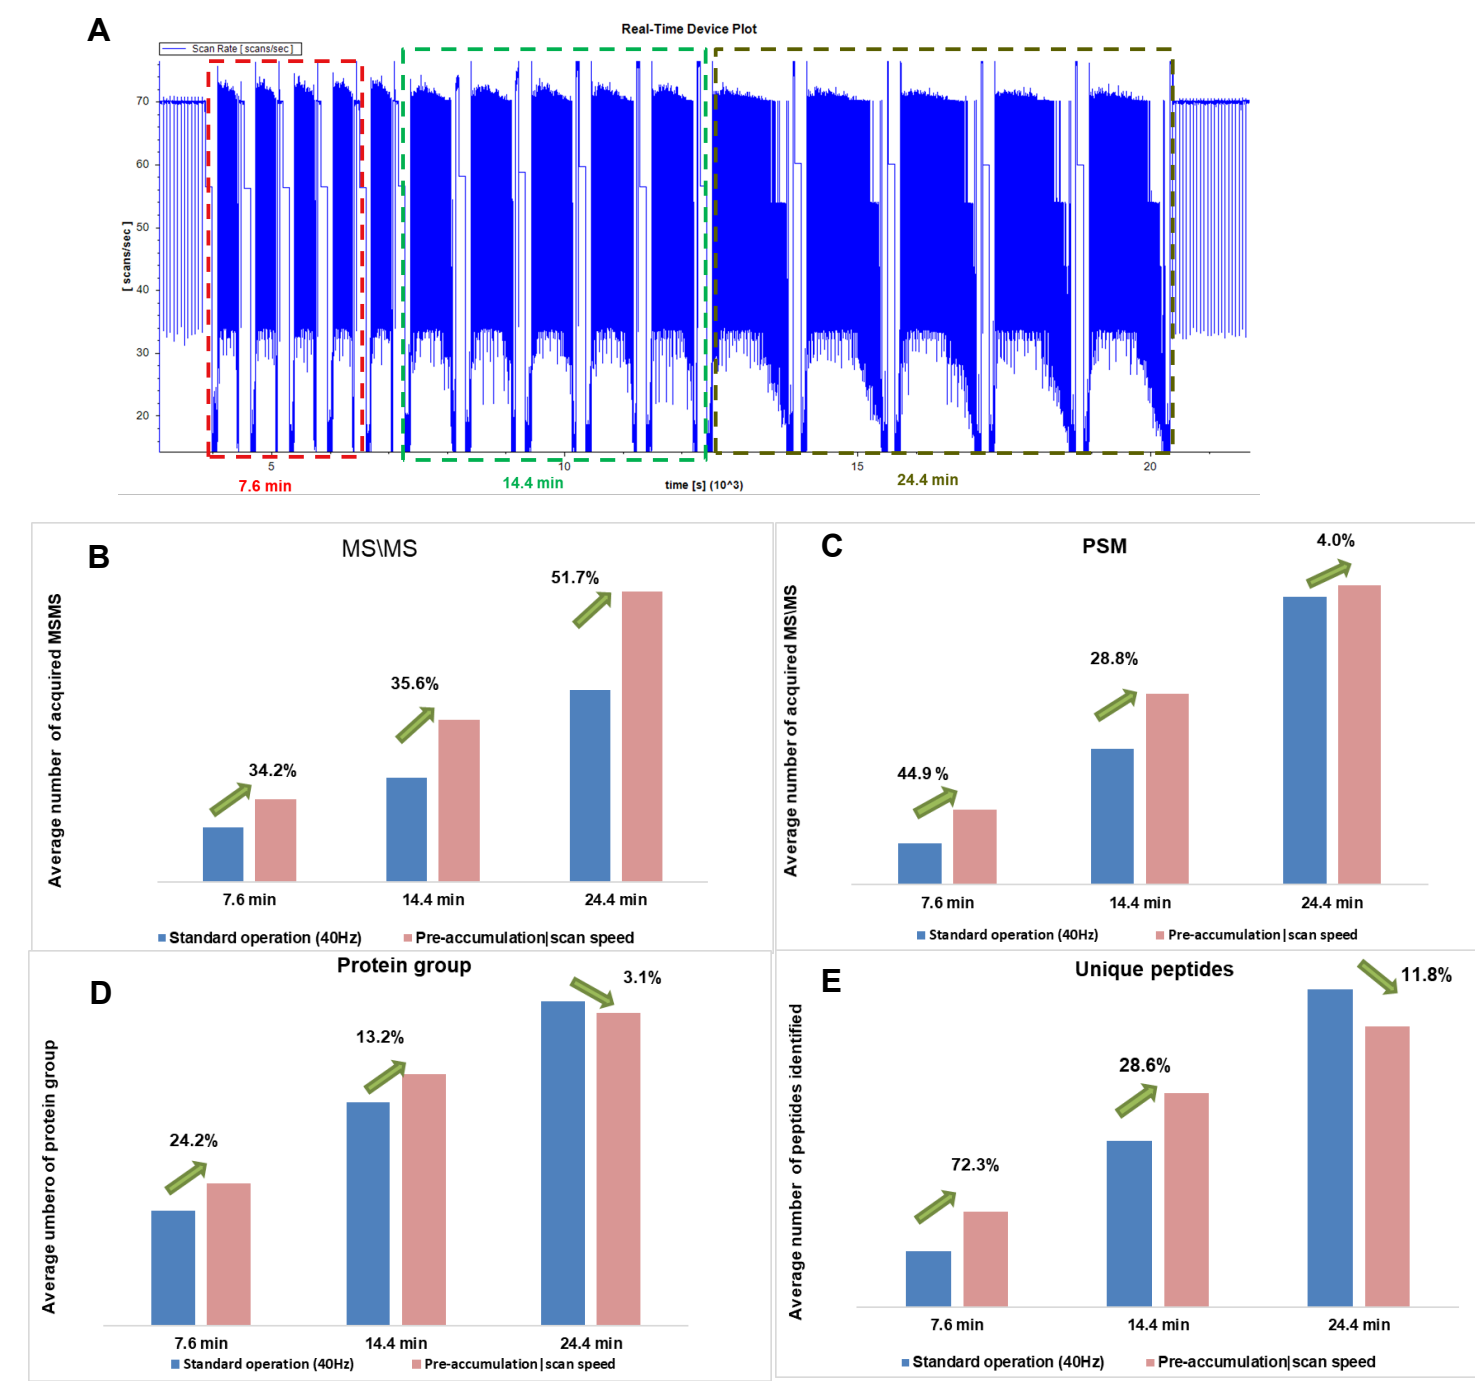 A
Real-Time Device Plot
Scan Rate [ scans/sec ]
[ scans/sec ]
70
60
50
40
30
20
5
10
15
20
7.6 min
14.4 min
time [s] (10^3)
24.4 min
B
MS\MS
Average number of acquired MSMS
34.2%
35.6%
51.7%
7.6 min
14.4 min
24.4 min
Standard operation (40Hz)
Pre-accumulation|scan speed
C
PSM
Average number of acquired MS\MS
44.9 %
28.8%
4.0%
7.6 min
14.4 min
24.4 min
Standard operation (40Hz)
Pre-accumulation|scan speed
D
Protein group
Average umbero of protein group
24.2%
13.2%
3.1%
7.6 min
14.4 min
24.4 min
Standard operation (40Hz)
Pre-accumulation|scan speed
E
Unique peptides
Average number of peptides identified
72.3%
28.6%
11.8%
7.6 min
14.4 min
24.4 min
Standard operation (40Hz)
Pre-accumulation|scan speed